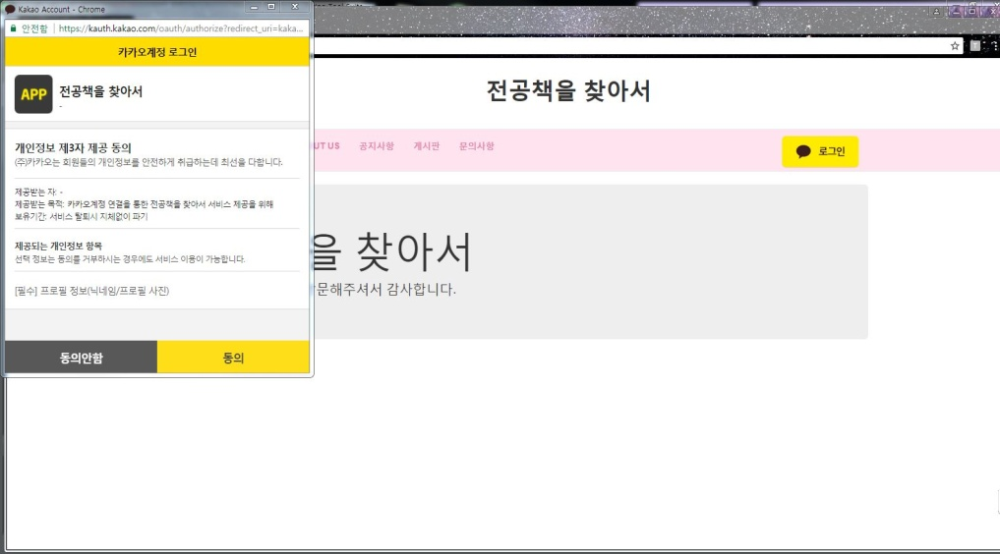 Kakao Account - Chrome
안전함 | https://kauth.kakao.com/oauth/authorize?redirect_uri=kaka...
카카오계정 로그인
APP
전공책을 찾아서
-
개인정보 제3자 제공 동의
(주)카카오는 회원들의 개인정보를 안전하게 취급하는데 최선을 다합니다.
제공받는 자: -
제공받는 목적: 카카오계정 연결을 통한 전공책을 찾아서 서비스 제공을 위해
보유기간: 서비스 탈퇴시 지체없이 파기
제공되는 개인정보 항목
선택 정보는 동의를 거부하시는 경우에도 서비스 이용이 가능합니다.
[필수] 프로필 정보(닉네임/프로필 사진)
동의안함
동의
전공책을 찾아서
UT US
공지사항
게시판
문의사항
로그인
을 찾아서
문해주셔서 감사합니다.